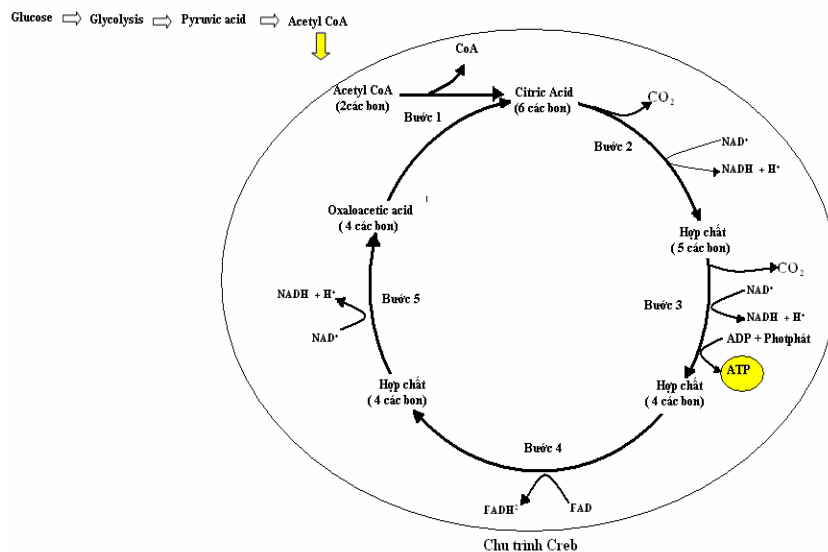 Glucose Glycolysis Pyruvic acid Acetyl CoA
CoA
Acetyl CoA
(2các bon)
Citric Acid
(6 các bon)
CO₂
Bước 1
Bước 2
NAD⁺
NADH + H⁺
Oxaloacetic acid
( 4 các bon)
Hợp chất
( 5 các bon)
CO₂
NADH + H⁺
Bước 5
NAD⁺
Bước 3
NAD⁺
NADH + H⁺
ADP + Photphát
ATP
Hợp chất
( 4 các bon)
Hợp chất
( 4 các bon)
Bước 4
FADH²
FAD
Chu trình Creb